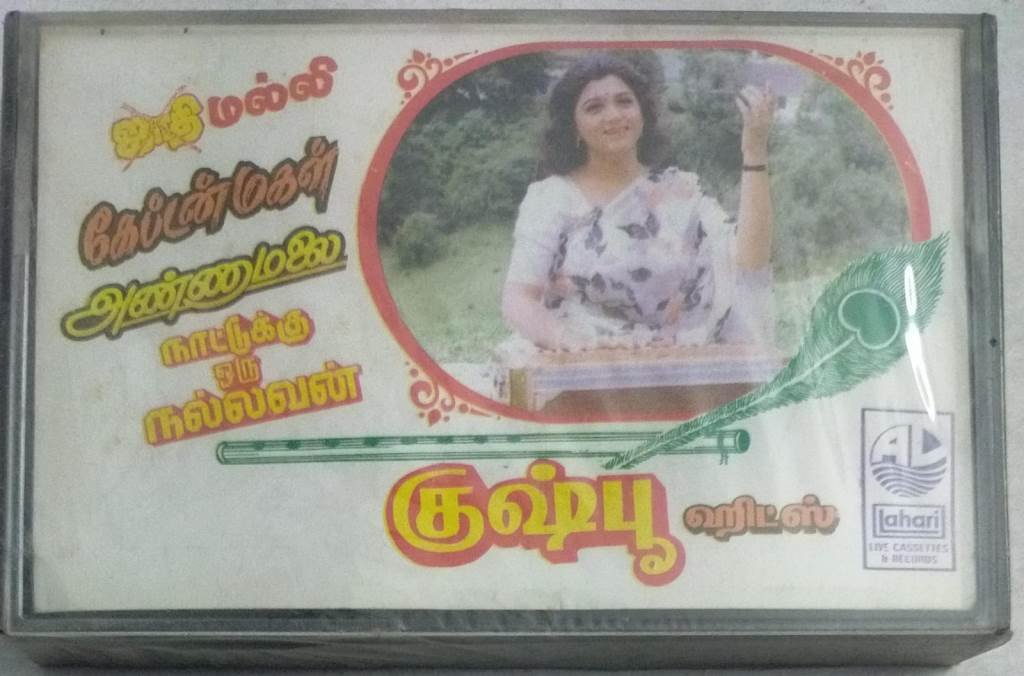 ஜாதி மல்லி
கேப்டன் மகள்
அண்ணாமலை
நாட்டுக்கு
ஒரு
நல்லவன்
குஷ்பூ ஹிட்ஸ்
Lahari
LIVE CASSETTES
& RECORDS